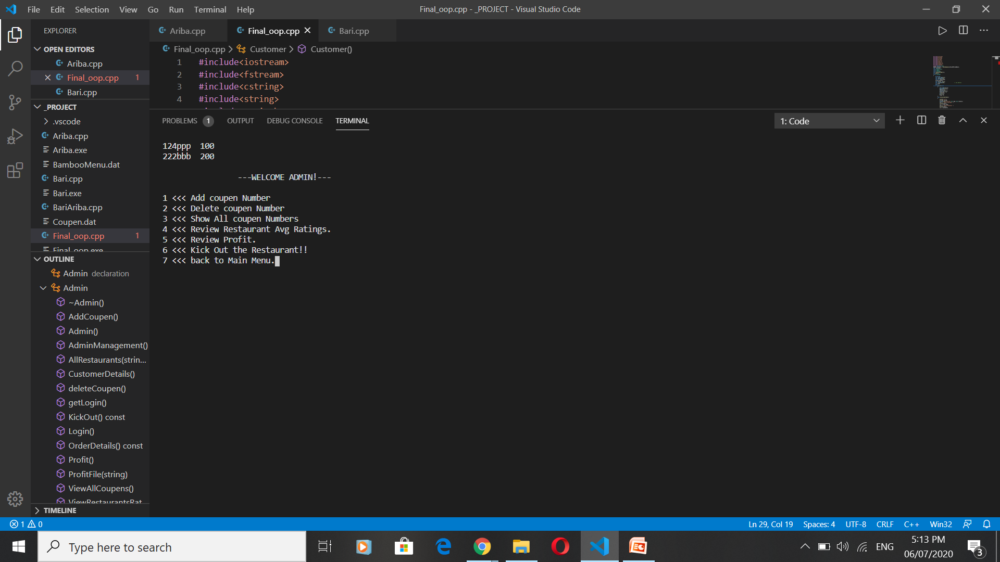 File Edit Selection View Go Run Terminal Help
Final_oop.cpp - _PROJECT - Visual Studio Code
EXPLORER
OPEN EDITORS
Ariba.cpp
Final_oop.cpp 1
Bari.cpp
_PROJECT
.vscode
Ariba.cpp
Ariba.exe
BambooMenu.dat
Bari.cpp
Bari.exe
BariAriba.cpp
Coupen.dat
Final_oop.cpp 1
Final_oop.exe
OUTLINE
Admin declaration
Admin
~Admin()
AddCoupen()
Admin()
AdminManagement()
AllRestaurants(strin...
CustomerDetails()
deleteCoupen()
getLogin()
KickOut() const
Login()
OrderDetails() const
Profit()
ProfitFile(string)
ViewAllCoupens()
ViewRestaurantsRat
TIMELINE
Ariba.cpp Final_oop.cpp Bari.cpp
Final_oop.cpp > Customer > Customer()
1 #include<iostream>
2 #include<fstream>
3 #include<cstring>
4 #include<string>
PROBLEMS 1 OUTPUT DEBUG CONSOLE TERMINAL
1: Code
124ppp 100
222bbb 200
---WELCOME ADMIN!---
1 <<< Add coupen Number
2 <<< Delete coupen Number
3 <<< Show All coupen Numbers
4 <<< Review Restaurant Avg Ratings.
5 <<< Review Profit.
6 <<< Kick Out the Restaurant!!
7 <<< back to Main Menu.
1 0
Ln 29, Col 19 Spaces: 4 UTF-8 CRLF C++ Win32
Type here to search
ENG
5:13 PM
06/07/2020
3